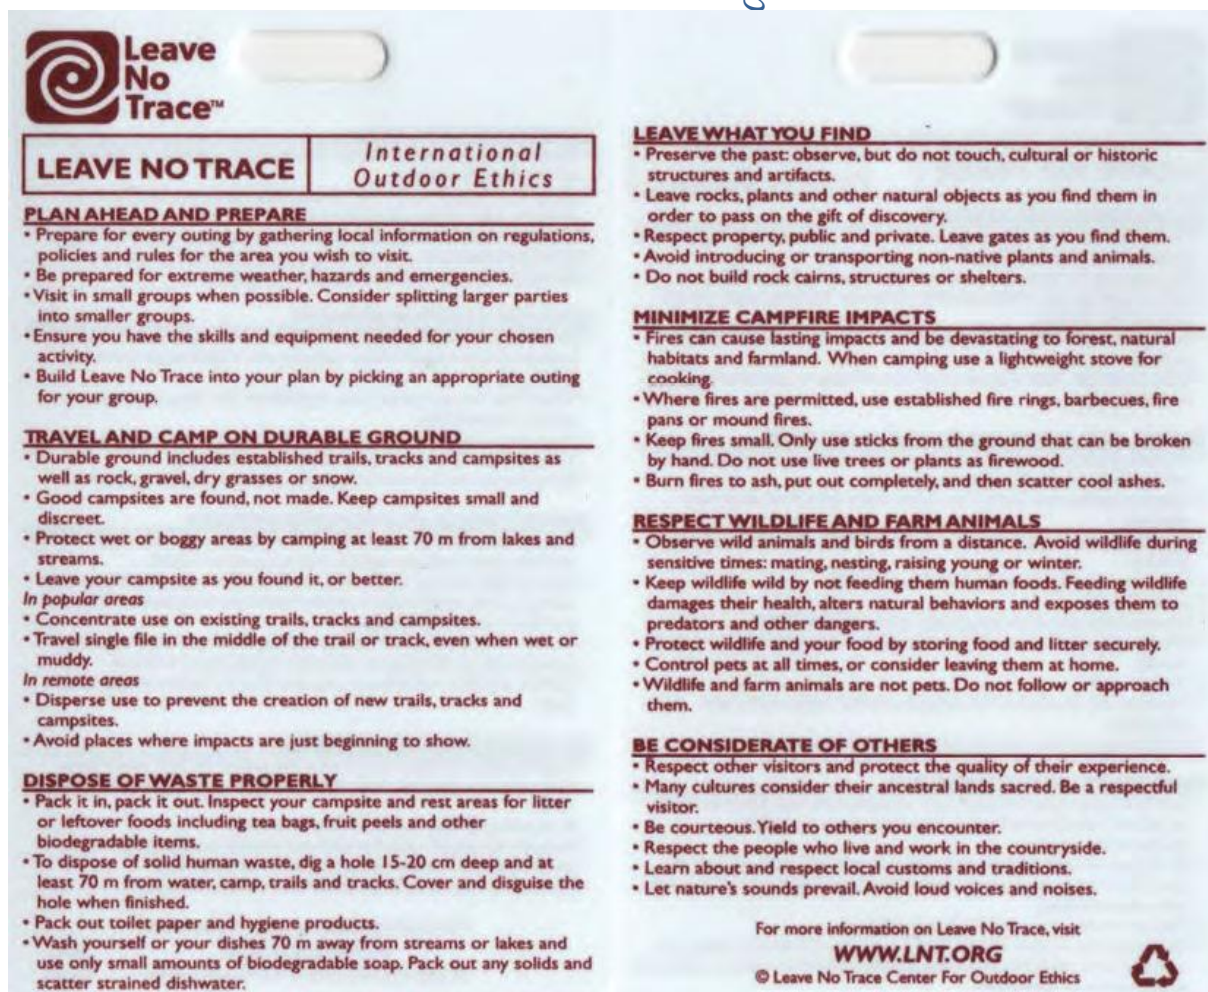 Leave
No
Trace™
LEAVE NO TRACE
International
Outdoor Ethics
PLAN AHEAD AND PREPARE
• Prepare for every outing by gathering local information on regulations,
policies and rules for the area you wish to visit.
• Be prepared for extreme weather, hazards and emergencies.
• Visit in small groups when possible. Consider splitting larger parties
into smaller groups.
• Ensure you have the skills and equipment needed for your chosen
activity.
• Build Leave No Trace into your plan by picking an appropriate outing
for your group.
TRAVEL AND CAMP ON DURABLE GROUND
• Durable ground includes established trails, tracks and campsites as
well as rock, gravel, dry grasses or snow.
• Good campsites are found, not made. Keep campsites small and
discreet.
• Protect wet or boggy areas by camping at least 70 m from lakes and
streams.
• Leave your campsite as you found it, or better.
In popular areas
• Concentrate use on existing trails, tracks and campsites.
• Travel single file in the middle of the trail or track, even when wet or
muddy.
In remote areas
• Disperse use to prevent the creation of new trails, tracks and
campsites.
• Avoid places where impacts are just beginning to show.
DISPOSE OF WASTE PROPERLY
• Pack it in, pack it out. Inspect your campsite and rest areas for litter
or leftover foods including tea bags, fruit peels and other
biodegradable items.
• To dispose of solid human waste, dig a hole 15-20 cm deep and at
least 70 m from water, camp, trails and tracks. Cover and disguise the
hole when finished.
• Pack out toilet paper and hygiene products.
• Wash yourself or your dishes 70 m away from streams or lakes and
use only small amounts of biodegradable soap. Pack out any solids and
scatter strained dishwater.
LEAVE WHAT YOU FIND
• Preserve the past: observe, but do not touch, cultural or historic
structures and artifacts.
• Leave rocks, plants and other natural objects as you find them in
order to pass on the gift of discovery.
• Respect property, public and private. Leave gates as you find them.
• Avoid introducing or transporting non-native plants and animals.
• Do not build rock cairns, structures or shelters.
MINIMIZE CAMPFIRE IMPACTS
• Fires can cause lasting impacts and be devastating to forest, natural
habitats and farmland. When camping use a lightweight stove for
cooking.
• Where fires are permitted, use established fire rings, barbecues, fire
pans or mound fires.
• Keep fires small. Only use sticks from the ground that can be broken
by hand. Do not use live trees or plants as firewood.
• Burn fires to ash, put out completely, and then scatter cool ashes.
RESPECT WILDLIFE AND FARM ANIMALS
• Observe wild animals and birds from a distance. Avoid wildlife during
sensitive times: mating, nesting, raising young or winter.
• Keep wildlife wild by not feeding them human foods. Feeding wildlife
damages their health, alters natural behaviors and exposes them to
predators and other dangers.
• Protect wildlife and your food by storing food and litter securely.
• Control pets at all times, or consider leaving them at home.
• Wildlife and farm animals are not pets. Do not follow or approach
them.
BE CONSIDERATE OF OTHERS
• Respect other visitors and protect the quality of their experience.
• Many cultures consider their ancestral lands sacred. Be a respectful
visitor.
• Be courteous. Yield to others you encounter.
• Respect the people who live and work in the countryside.
• Learn about and respect local customs and traditions.
• Let nature's sounds prevail. Avoid loud voices and noises.
For more information on Leave No Trace, visit
WWW.LNT.ORG
© Leave No Trace Center For Outdoor Ethics